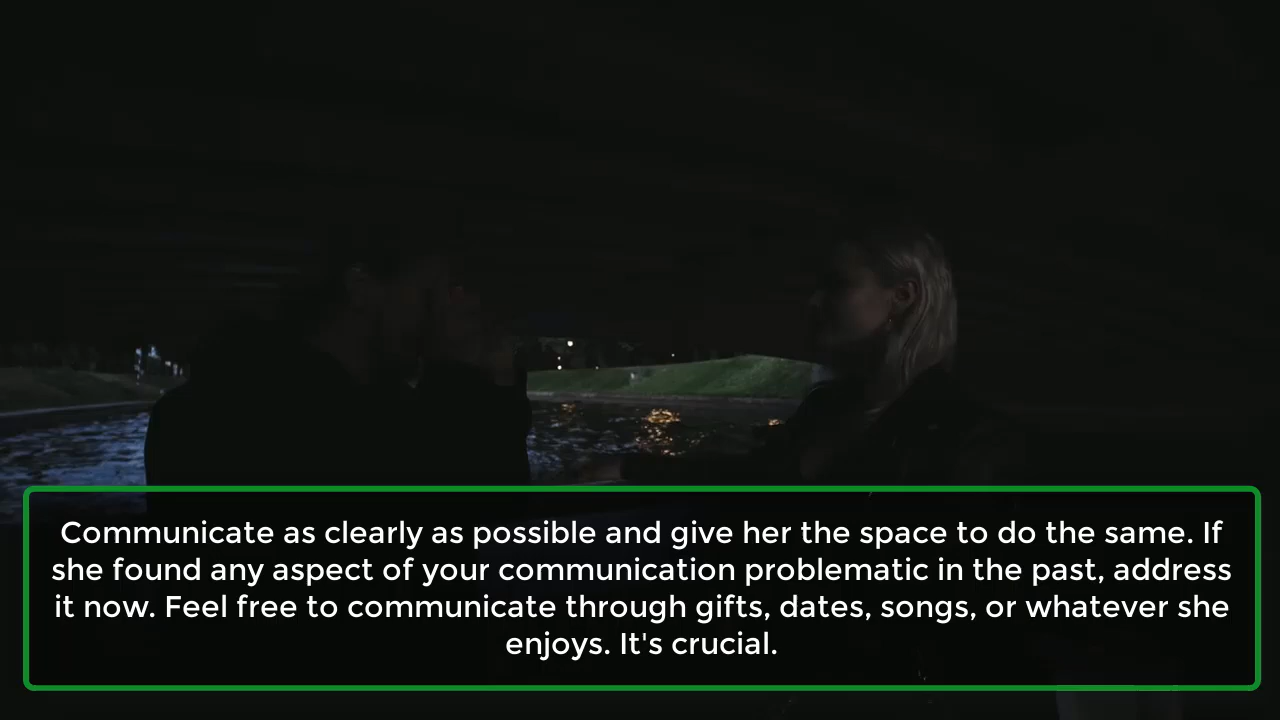 Communicate as clearly as possible and give her the space to do the same. If
she found any aspect of your communication problematic in the past, address
it now. Feel free to communicate through gifts, dates, songs, or whatever she
enjoys. It's crucial.